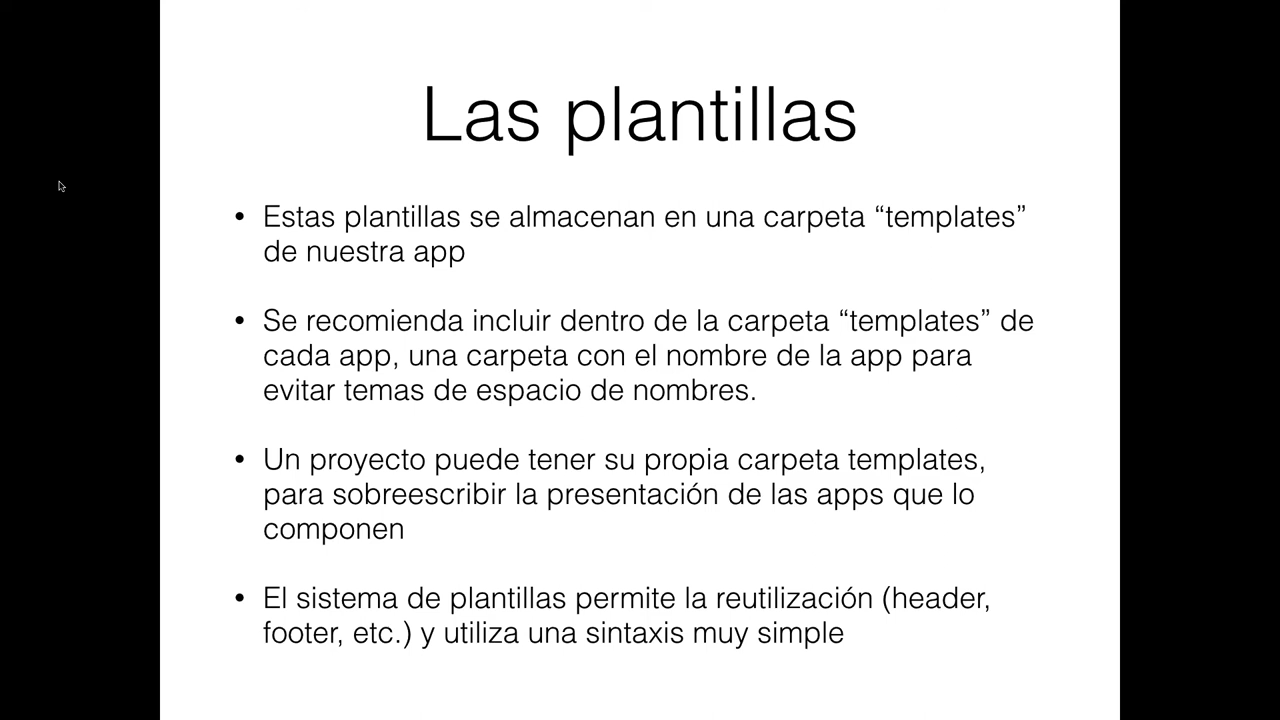 Las plantillas
• Estas plantillas se almacenan en una carpeta “templates”
de nuestra app
• Se recomienda incluir dentro de la carpeta “templates” de
cada app, una carpeta con el nombre de la app para
evitar temas de espacio de nombres.
• Un proyecto puede tener su propia carpeta templates,
para sobreescribir la presentación de las apps que lo
componen
• El sistema de plantillas permite la reutilización (header,
footer, etc.) y utiliza una sintaxis muy simple